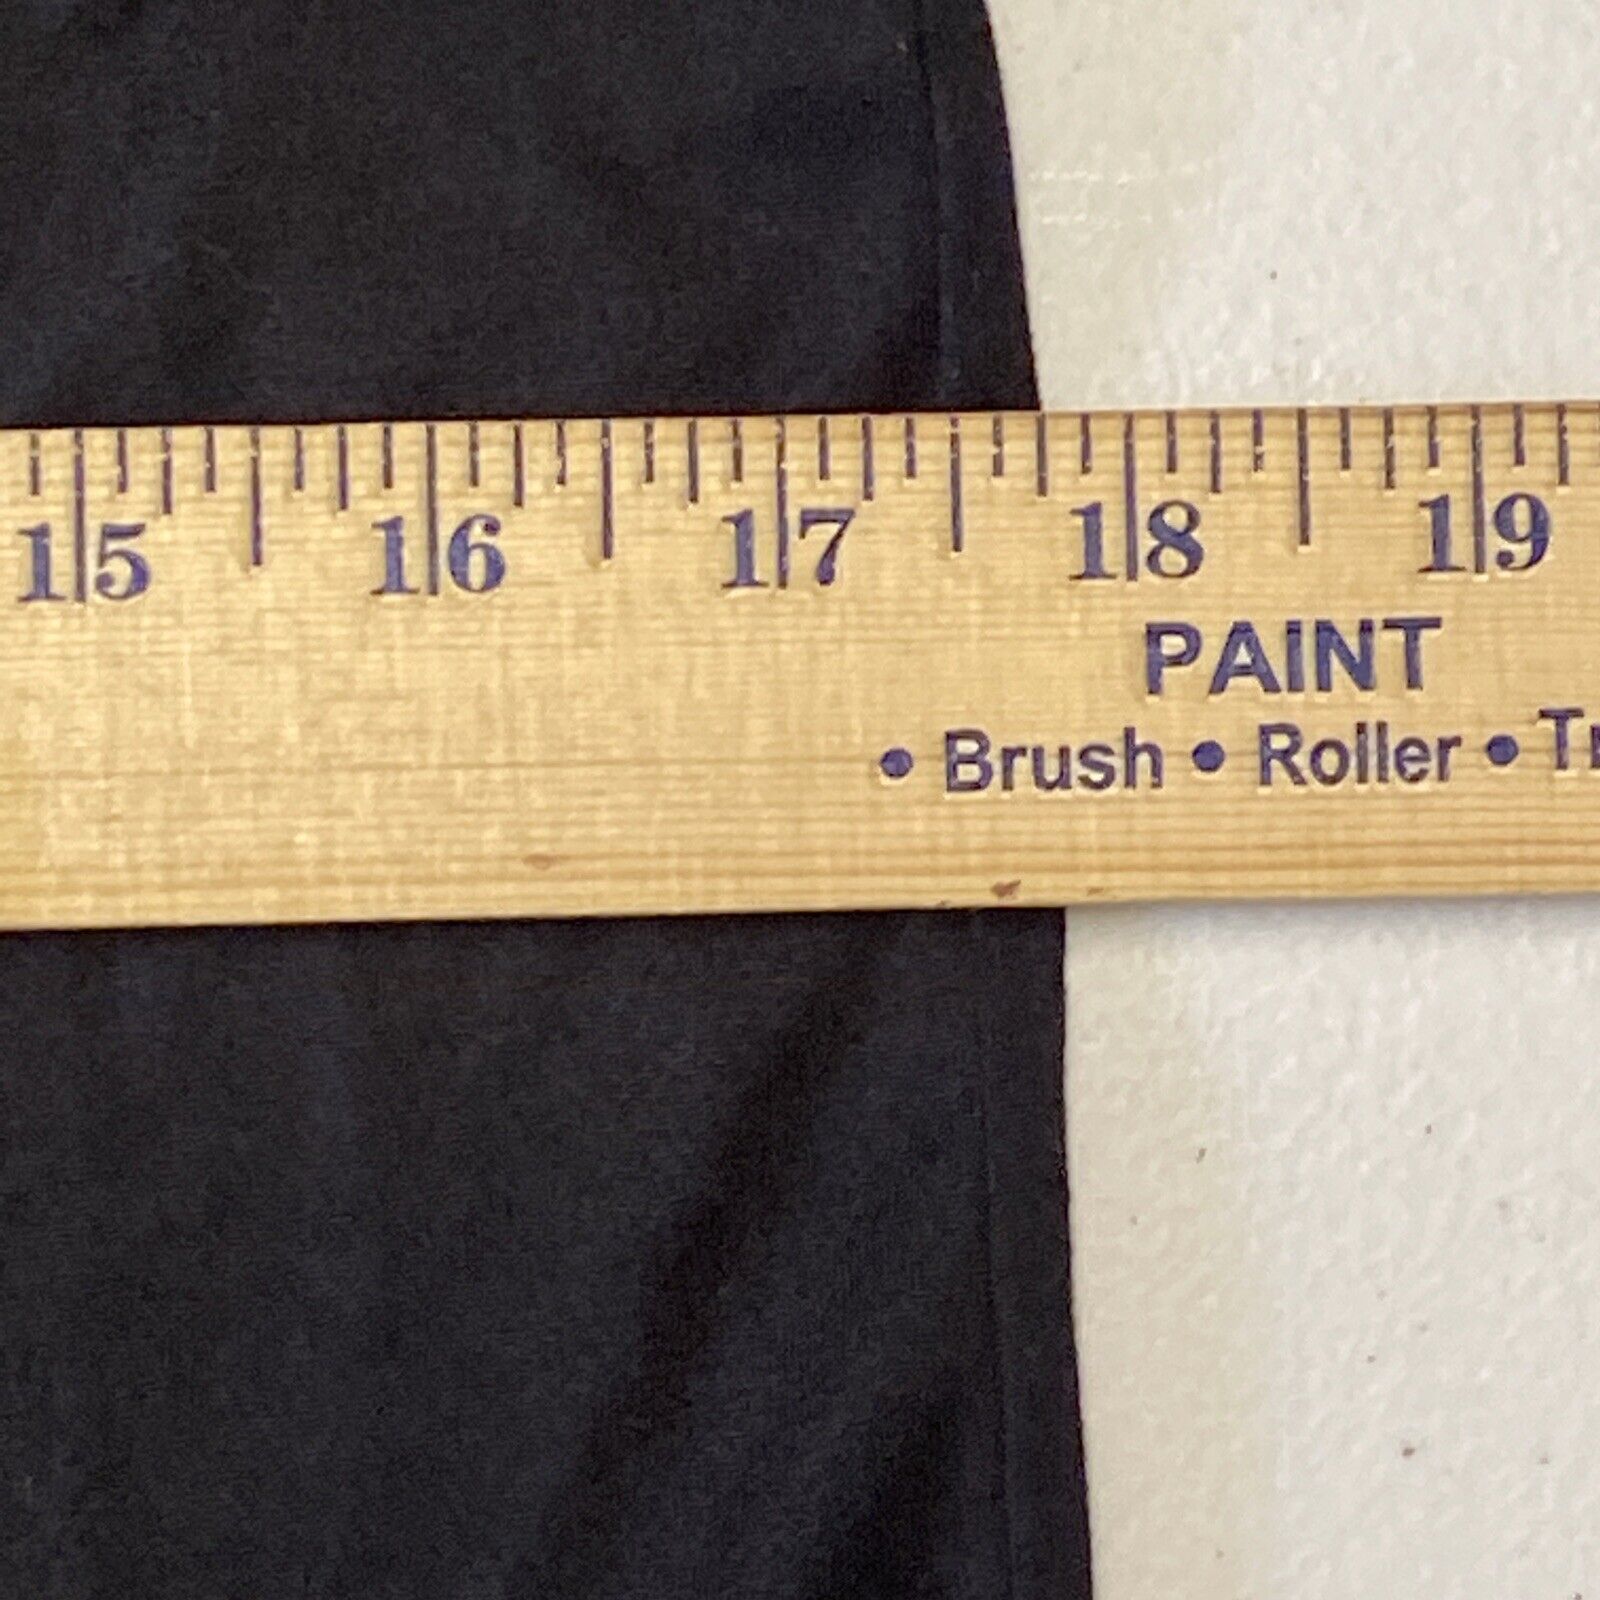 15 16 17 18 19
PAINT
• Brush • Roller •